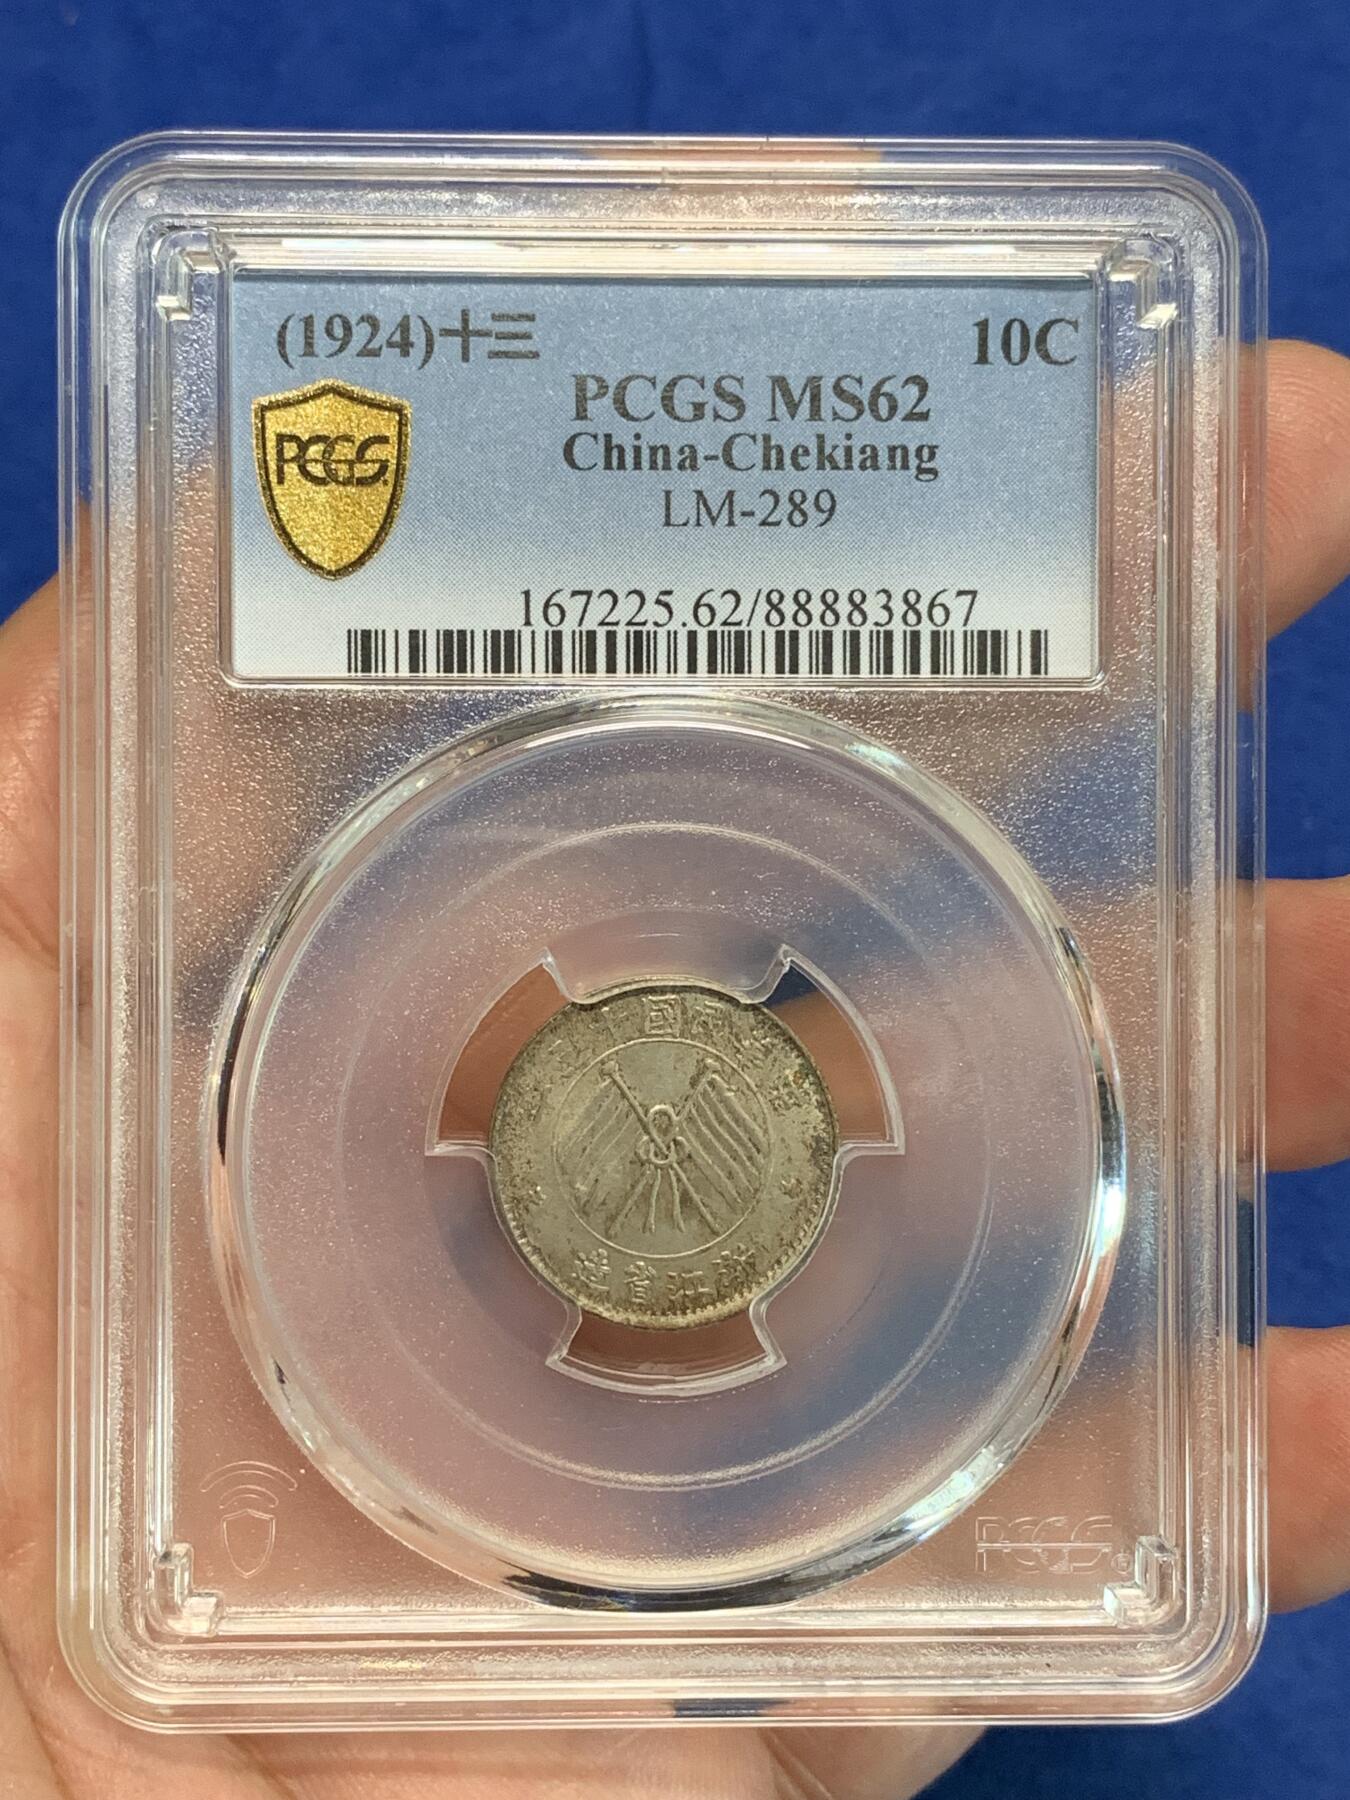 (1924)十三 10C
PCGS MS62
PCGS
China-Chekiang
LM-289
167225.62/88883867
造省江浙
PCGS